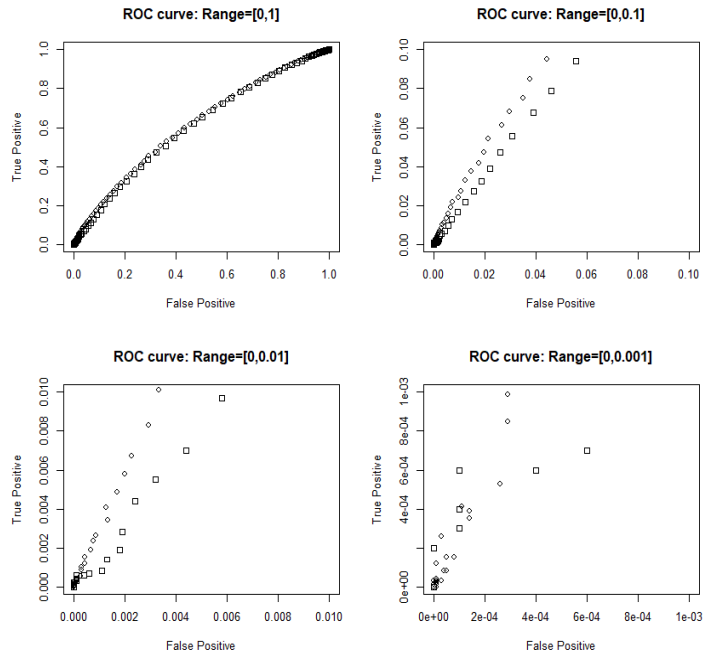 ROC curve: Range=[0,1]
True Positive
0.0 0.2 0.4 0.6 0.8 1.0
0.0 0.2 0.4 0.6 0.8 1.0
False Positive
ROC curve: Range=[0,0.1]
True Positive
0.00 0.02 0.04 0.06 0.08 0.10
0.00 0.02 0.04 0.06 0.08 0.10
False Positive
ROC curve: Range=[0,0.01]
True Positive
0.000 0.002 0.004 0.006 0.008 0.010
0.000 0.002 0.004 0.006 0.008 0.010
False Positive
ROC curve: Range=[0,0.001]
True Positive
0e+00 4e-04 8e-04 1e-03
0e+00 2e-04 4e-04 6e-04 8e-04 1e-03
False Positive